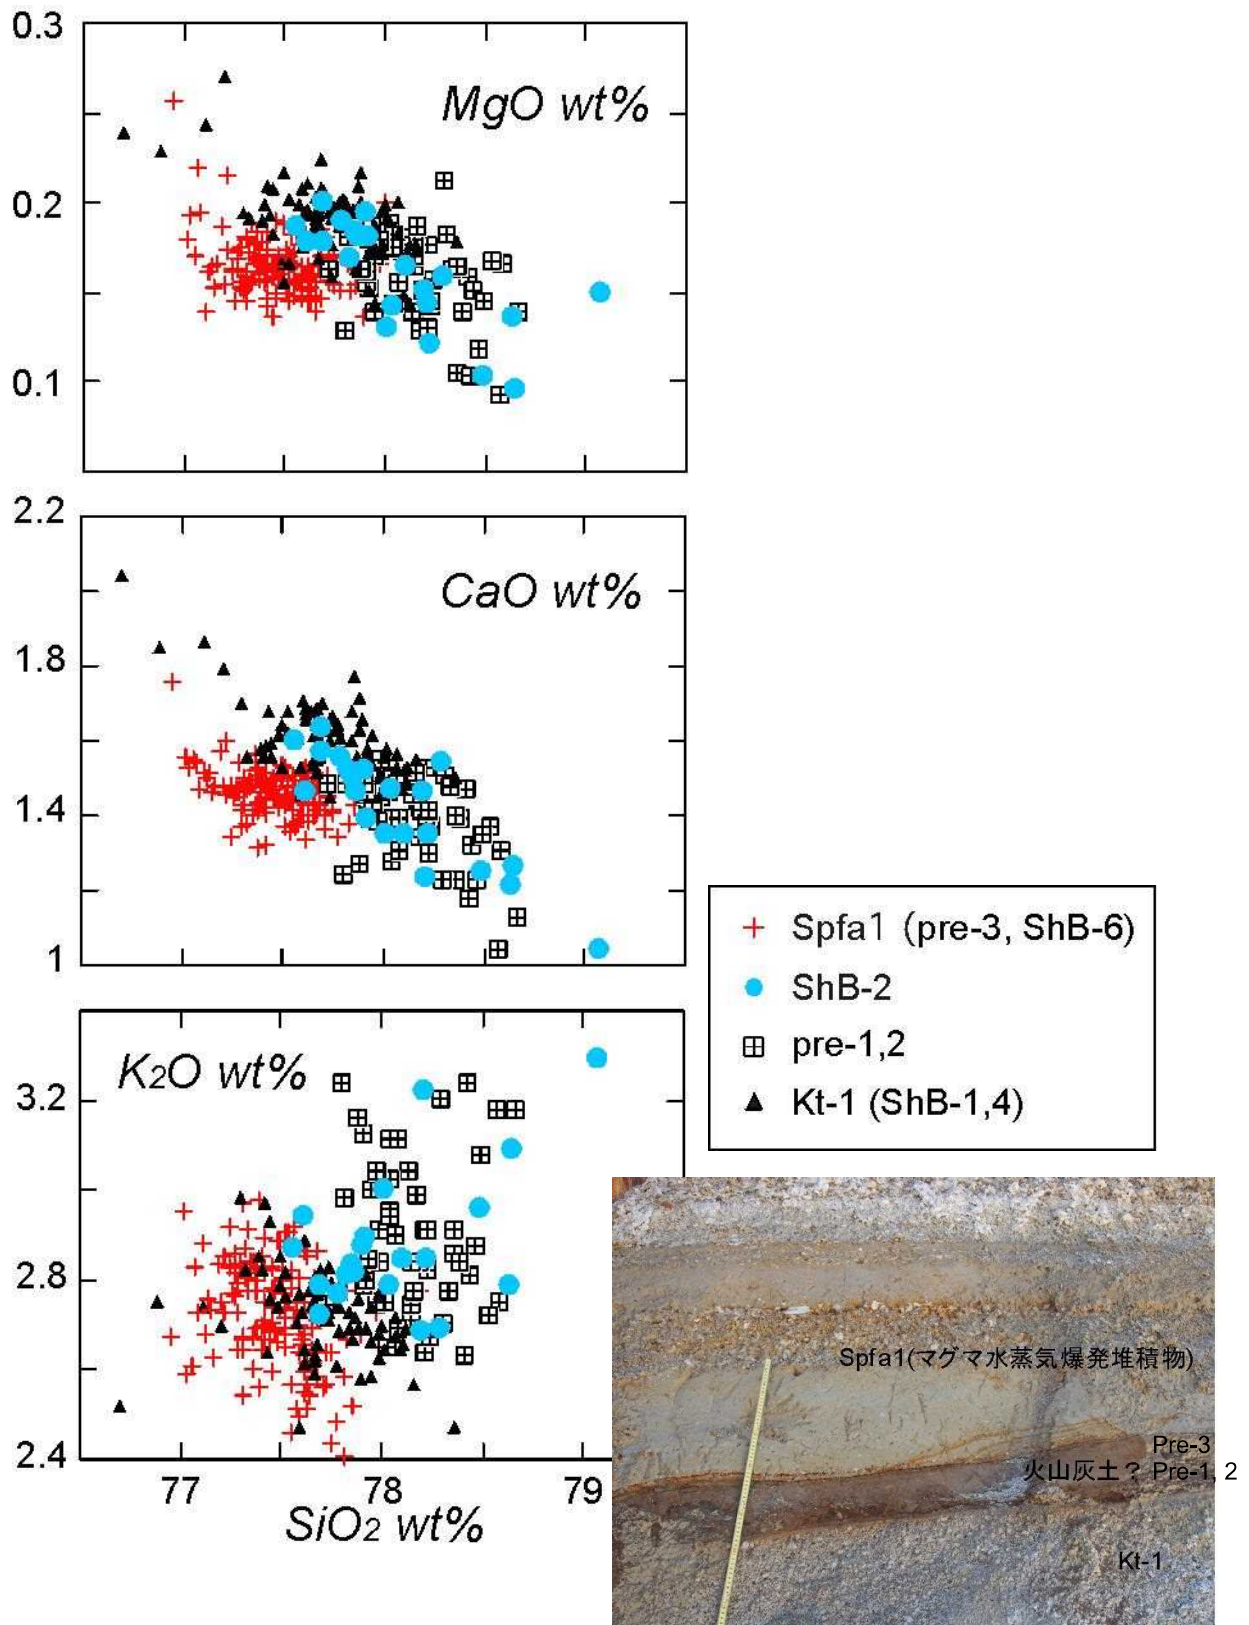 0.3
MgO wt%
0.2
0.1
2.2
CaO wt%
1.8
1.4
1
K2O wt%
3.2
2.8
2.4
77 78 79
SiO2 wt%
Spfa1 (pre-3, ShB-6)
ShB-2
pre-1,2
Kt-1 (ShB-1,4)
Spfa1(マグマ水蒸気爆発堆積物)
Pre-3
火山灰土？ Pre-1, 2
Kt-1